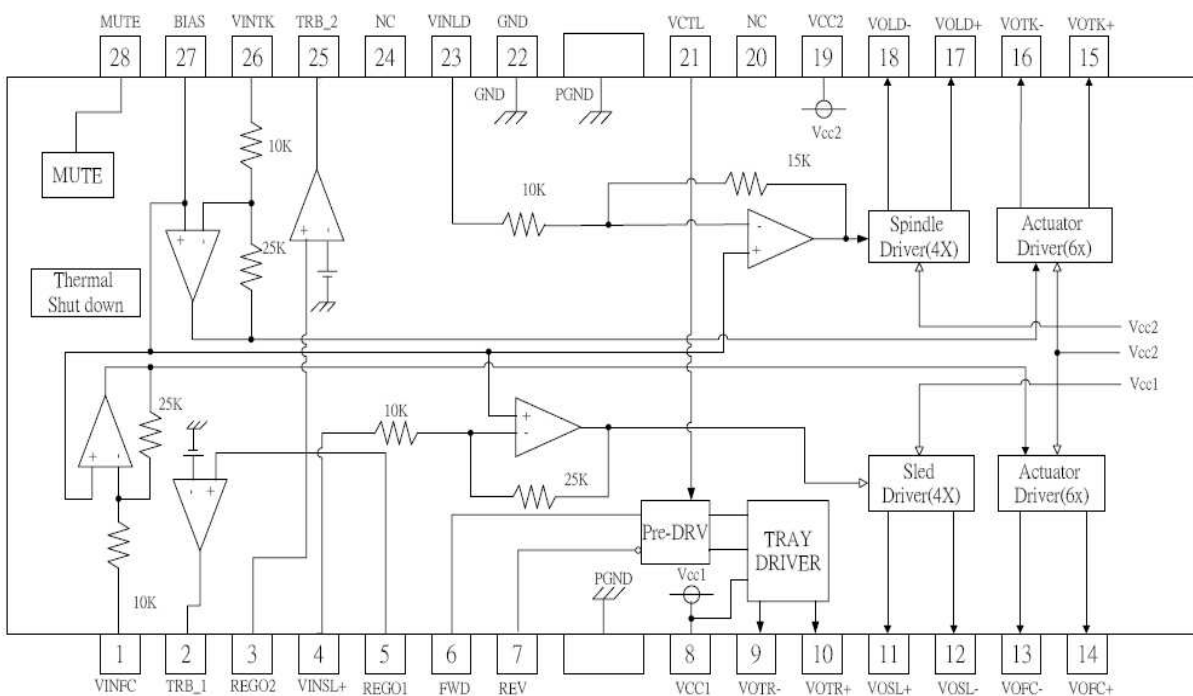 MUTE BIAS VINTK TRB_2 NC VINLD GND VCTL NC VCC2 VOLD- VOLD+ VOTK- VOTK+
28 27 26 25 24 23 22 21 20 19 18 17 16 15
GND PGND
Vcc2
10K
15K
MUTE
10K
+ - + - - +
Spindle
Driver(4X)
Actuator
Driver(6x)
25K
Thermal
Shut down
Vcc2
Vcc2
Vcc1
25K
10K
+ -
+ -
- +
25K
Sled
Driver(4X)
Actuator
Driver(6x)
Pre-DRV
TRAY
DRIVER
PGND
Vcc1
10K
1 2 3 4 5 6 7 8 9 10 11 12 13 14
VINFC TRB_1 REGO2 VINSL+ REGO1 FWD REV VCC1 VOTR- VOTR+ VOSL+ VOSL- VOFC- VOFC+